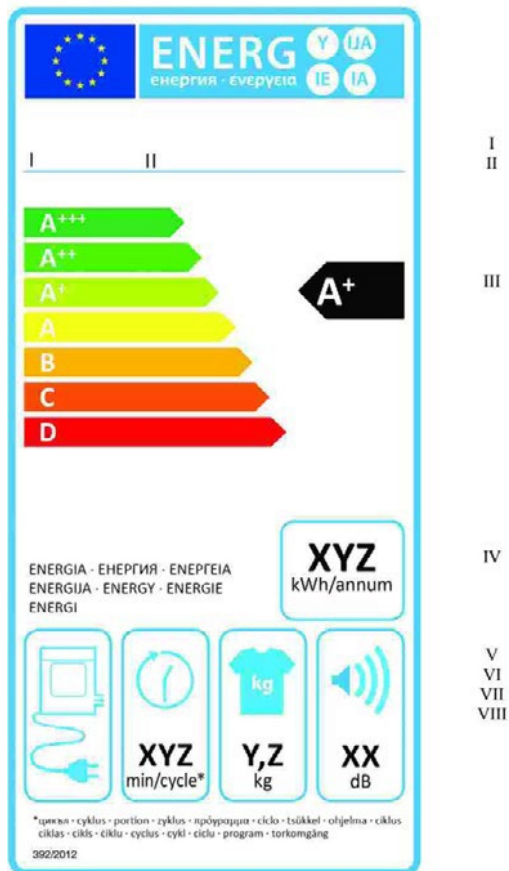 ENERG Y IJA
енергия · ενεργεια IE IA
I II
I
II
A+++
A++
A+
A
B
C
D
A+
III
ENERGIA · ЕНЕРГИЯ · ΕΝΕΡΓΕΙΑ
ENERGIJA · ENERGY · ENERGIE
ENERGI
XYZ
kWh/annum
IV
V
VI
VII
VIII
XYZ
min/cycle*
kg
Y,Z
kg
XX
dB
*цикъл · cyklus · portion · zyklus · πρόγραμμα · ciclo · tsükkel · ohjelma · ciklus
ciklas · cikls · ċiklu · cyclus · cykl · ciclu · program · torkomgång
392/2012